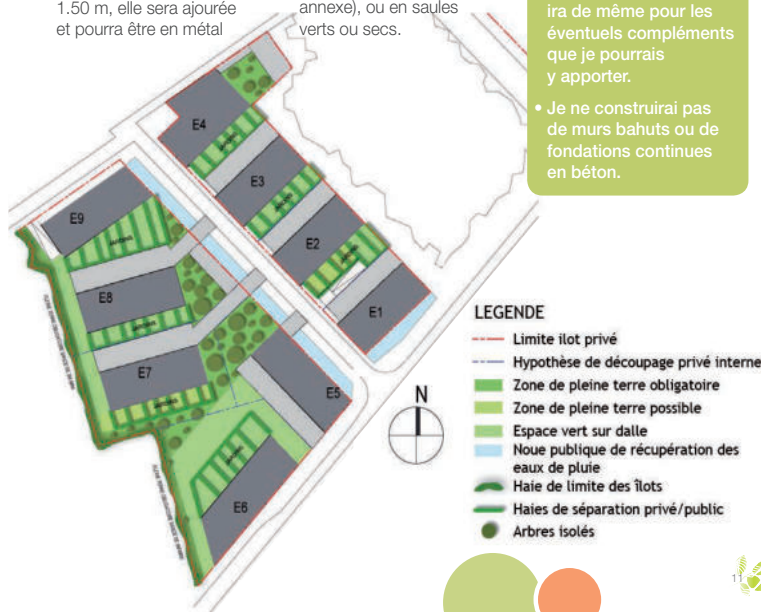 1.50 m, elle sera ajourée
et pourra être en métal
annexe), ou en saules
verts ou secs.
ira de même pour les
éventuels compléments
que je pourrais
y apporter.
• Je ne construirai pas
de murs bahuts ou de
fondations continues
en béton.
E4
E3
E2
E1
E9
E8
E7
E5
E6
N
LEGENDE
Limite ilot privé
Hypothèse de découpage privé interne
Zone de pleine terre obligatoire
Zone de pleine terre possible
Espace vert sur dalle
Noue publique de récupération des
eaux de pluie
Haie de limite des îlots
Haies de séparation privé/public
Arbres isolés
11